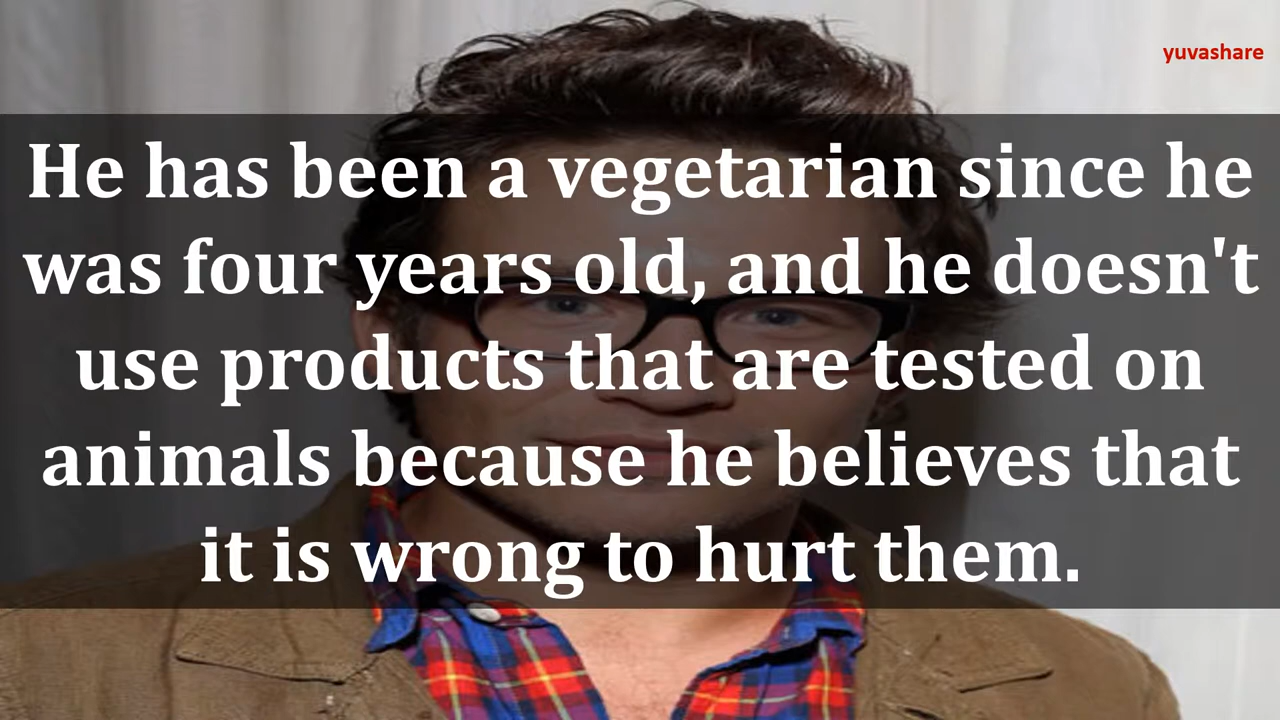 yuvashare
He has been a vegetarian since he
was four years old, and he doesn't
use products that are tested on
animals because he believes that
it is wrong to hurt them.